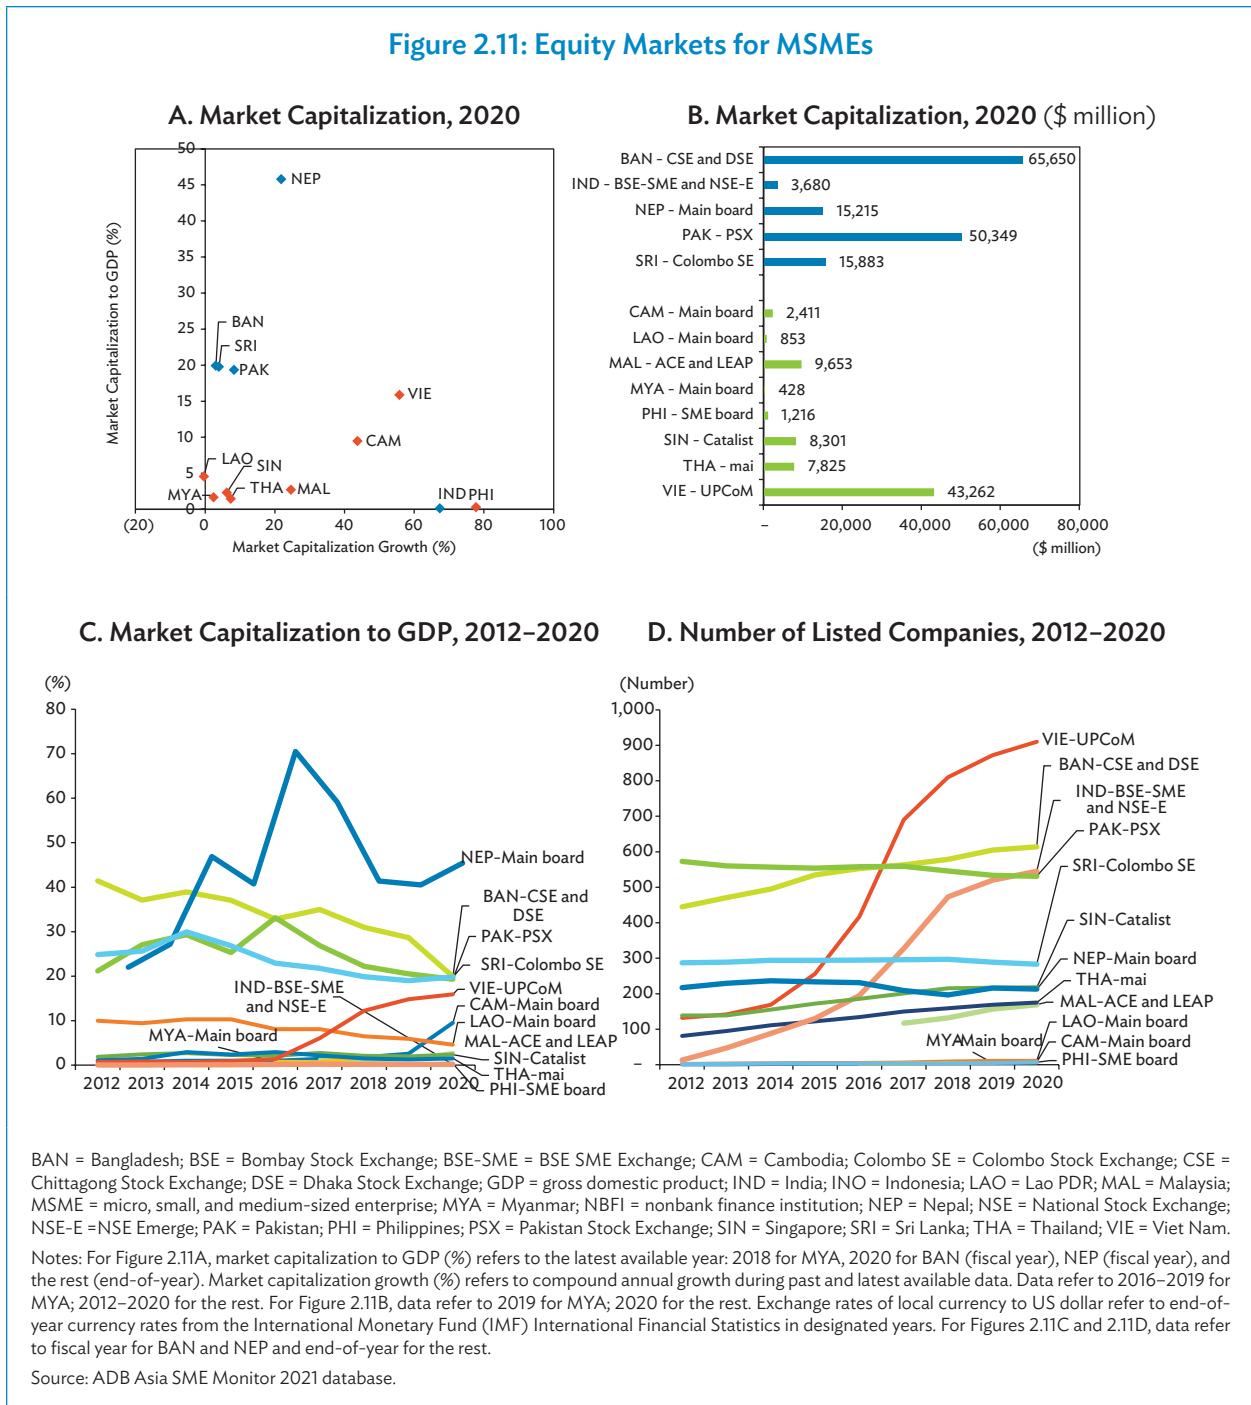 Figure 2.11: Equity Markets for MSMEs
A. Market Capitalization, 2020
Market Capitalization to GDP (%)
50
45
40
35
30
25
20
15
10
5
0
NEP
BAN
SRI
PAK
VIE
CAM
LAO
SIN
MYA
THA
MAL
IND
PHI
(20)
0
20
40
60
80
100
Market Capitalization Growth (%)
B. Market Capitalization, 2020 ($ million)
BAN – CSE and DSE 65,650
IND – BSE-SME and NSE-E 3,680
NEP – Main board 15,215
PAK – PSX 50,349
SRI – Colombo SE 15,883
CAM – Main board 2,411
LAO – Main board 853
MAL – ACE and LEAP 9,653
MYA – Main board 428
PHI – SME board 1,216
SIN – Catalist 8,301
THA – mai 7,825
VIE – UPCoM 43,262
–
20,000
40,000
60,000
80,000
($ million)
C. Market Capitalization to GDP, 2012–2020
(%)
80
70
60
50
40
30
20
10
0
NEP-Main board
BAN-CSE and
DSE
PAK-PSX
SRI-Colombo SE
IND-BSE-SME
and NSE-E
VIE-UPCoM
CAM-Main board
LAO-Main board
MYA-Main board
MAL-ACE and LEAP
SIN-Catalist
THA-mai
PHI-SME board
2012 2013 2014 2015 2016 2017 2018 2019 2020
D. Number of Listed Companies, 2012–2020
(Number)
1,000
900
800
700
600
500
400
300
200
100
–
VIE-UPCoM
BAN-CSE and DSE
IND-BSE-SME
and NSE-E
PAK-PSX
SRI-Colombo SE
SIN-Catalist
NEP-Main board
THA-mai
MAL-ACE and LEAP
LAO-Main board
MYA-Main board
CAM-Main board
PHI-SME board
2012 2013 2014 2015 2016 2017 2018 2019 2020
BAN = Bangladesh; BSE = Bombay Stock Exchange; BSE-SME = BSE SME Exchange; CAM = Cambodia; Colombo SE = Colombo Stock Exchange; CSE =
Chittagong Stock Exchange; DSE = Dhaka Stock Exchange; GDP = gross domestic product; IND = India; INO = Indonesia; LAO = Lao PDR; MAL = Malaysia;
MSME = micro, small, and medium-sized enterprise; MYA = Myanmar; NBFI = nonbank finance institution; NEP = Nepal; NSE = National Stock Exchange;
NSE-E =NSE Emerge; PAK = Pakistan; PHI = Philippines; PSX = Pakistan Stock Exchange; SIN = Singapore; SRI = Sri Lanka; THA = Thailand; VIE = Viet Nam.
Notes: For Figure 2.11A, market capitalization to GDP (%) refers to the latest available year: 2018 for MYA, 2020 for BAN (fiscal year), NEP (fiscal year), and
the rest (end-of-year). Market capitalization growth (%) refers to compound annual growth during past and latest available data. Data refer to 2016–2019 for
MYA; 2012–2020 for the rest. For Figure 2.11B, data refer to 2019 for MYA; 2020 for the rest. Exchange rates of local currency to US dollar refer to end-of-
year currency rates from the International Monetary Fund (IMF) International Financial Statistics in designated years. For Figures 2.11C and 2.11D, data refer
to fiscal year for BAN and NEP and end-of-year for the rest.
Source: ADB Asia SME Monitor 2021 database.